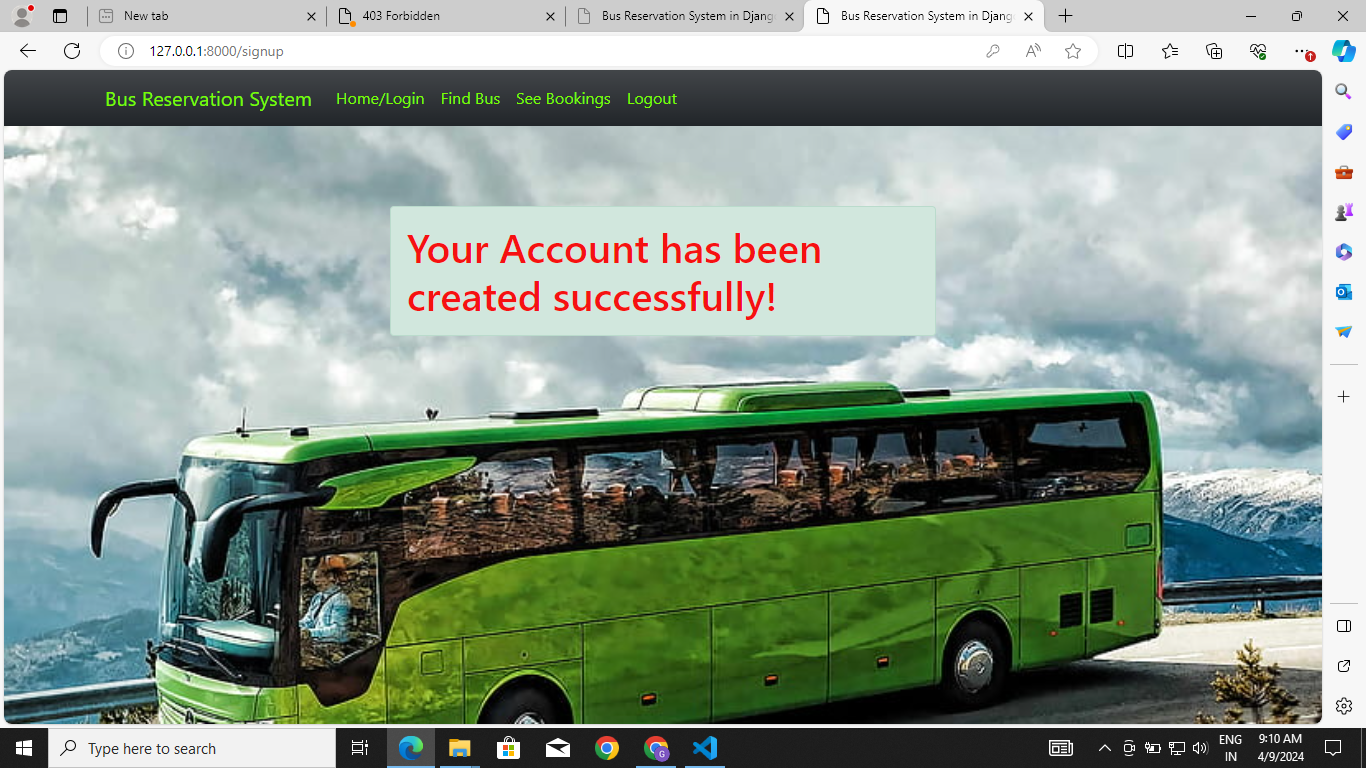 New tab
403 Forbidden
Bus Reservation System in Djang
Bus Reservation System in Djang
127.0.0.1:8000/signup
Bus Reservation System
Home/Login
Find Bus
See Bookings
Logout
Your Account has been
created successfully!
Type here to search
ENG
IN
9:10 AM
4/9/2024